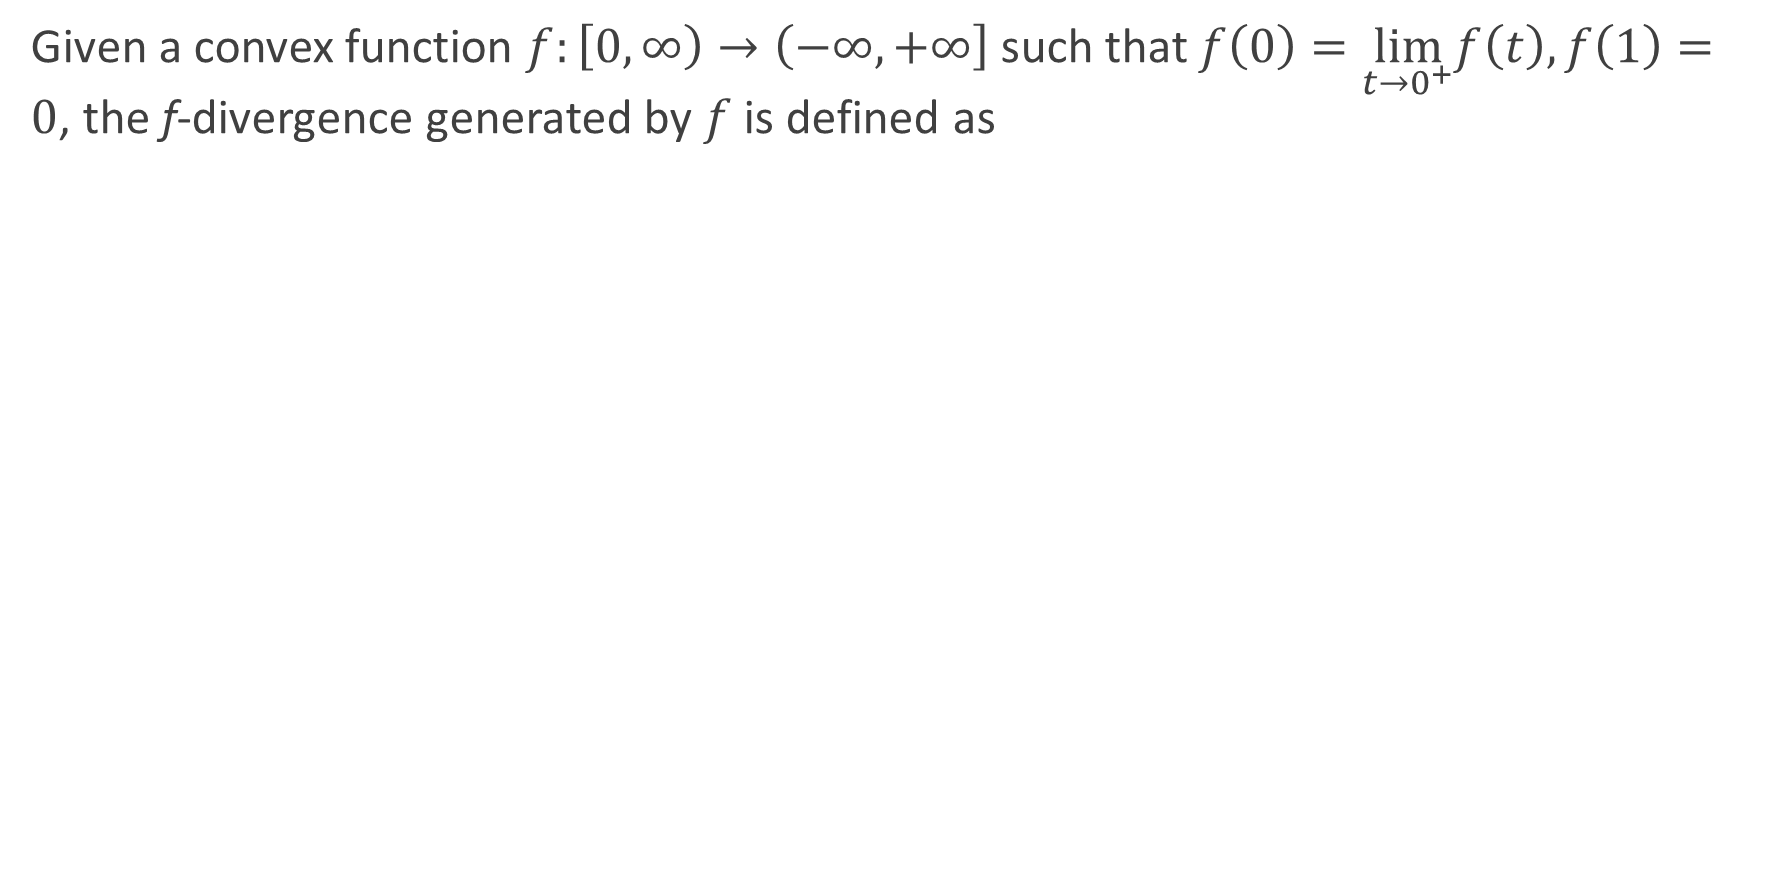 Given a convex function f: [0, ∞) → (−∞, +∞] such that f(0) = lim_{t→0⁺} f(t), f(1) =
0, the f-divergence generated by f is defined as